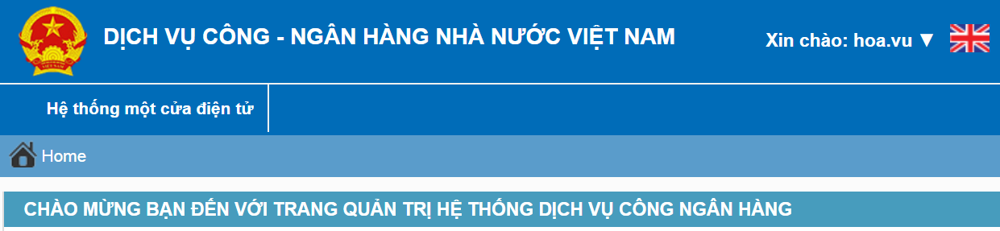 DỊCH VỤ CÔNG - NGÂN HÀNG NHÀ NƯỚC VIỆT NAM
Xin chào: hoa.vu ▼
Hệ thống một cửa điện tử
Home
CHÀO MỪNG BẠN ĐẾN VỚI TRANG QUẢN TRỊ HỆ THỐNG DỊCH VỤ CÔNG NGÂN HÀNG